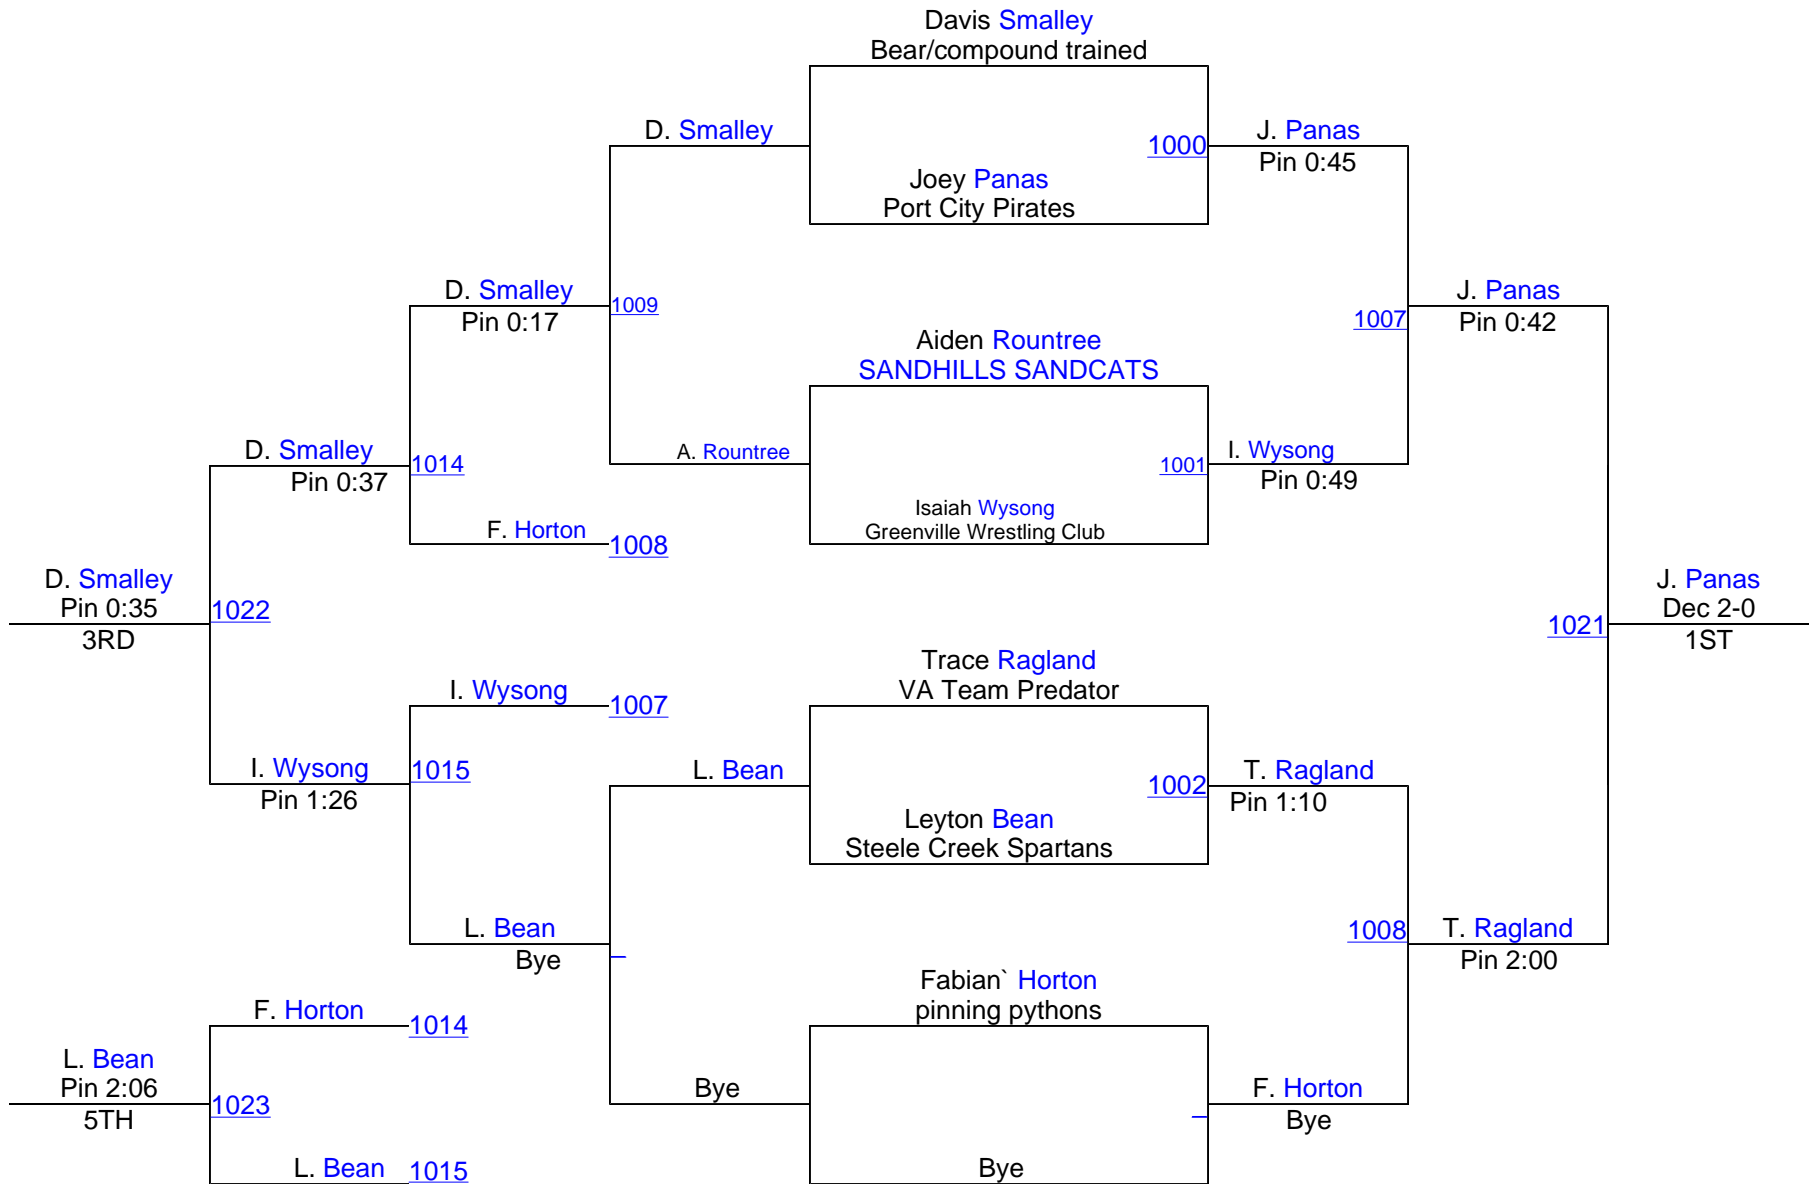 Davis Smalley
Bear/compound trained
D. Smalley
1000
J. Panas
Pin 0:45
Joey Panas
Port City Pirates
D. Smalley
Pin 0:17
1009
J. Panas
Pin 0:42
1007
Aiden Rountree
SANDHILLS SANDCATS
D. Smalley
Pin 0:37
1014
A. Rountree
1001
I. Wysong
Pin 0:49
Isaiah Wysong
Greenville Wrestling Club
F. Horton
1008
D. Smalley
Pin 0:35
3RD
1022
1021
J. Panas
Dec 2-0
1ST
Trace Ragland
VA Team Predator
I. Wysong
1007
I. Wysong
Pin 1:26
1015
L. Bean
1002
T. Ragland
Pin 1:10
Leyton Bean
Steele Creek Spartans
L. Bean
Bye
1008
T. Ragland
Pin 2:00
Fabian` Horton
pinning pythons
F. Horton
1014
L. Bean
Pin 2:06
5TH
1023
Bye
F. Horton
Bye
L. Bean
1015
Bye